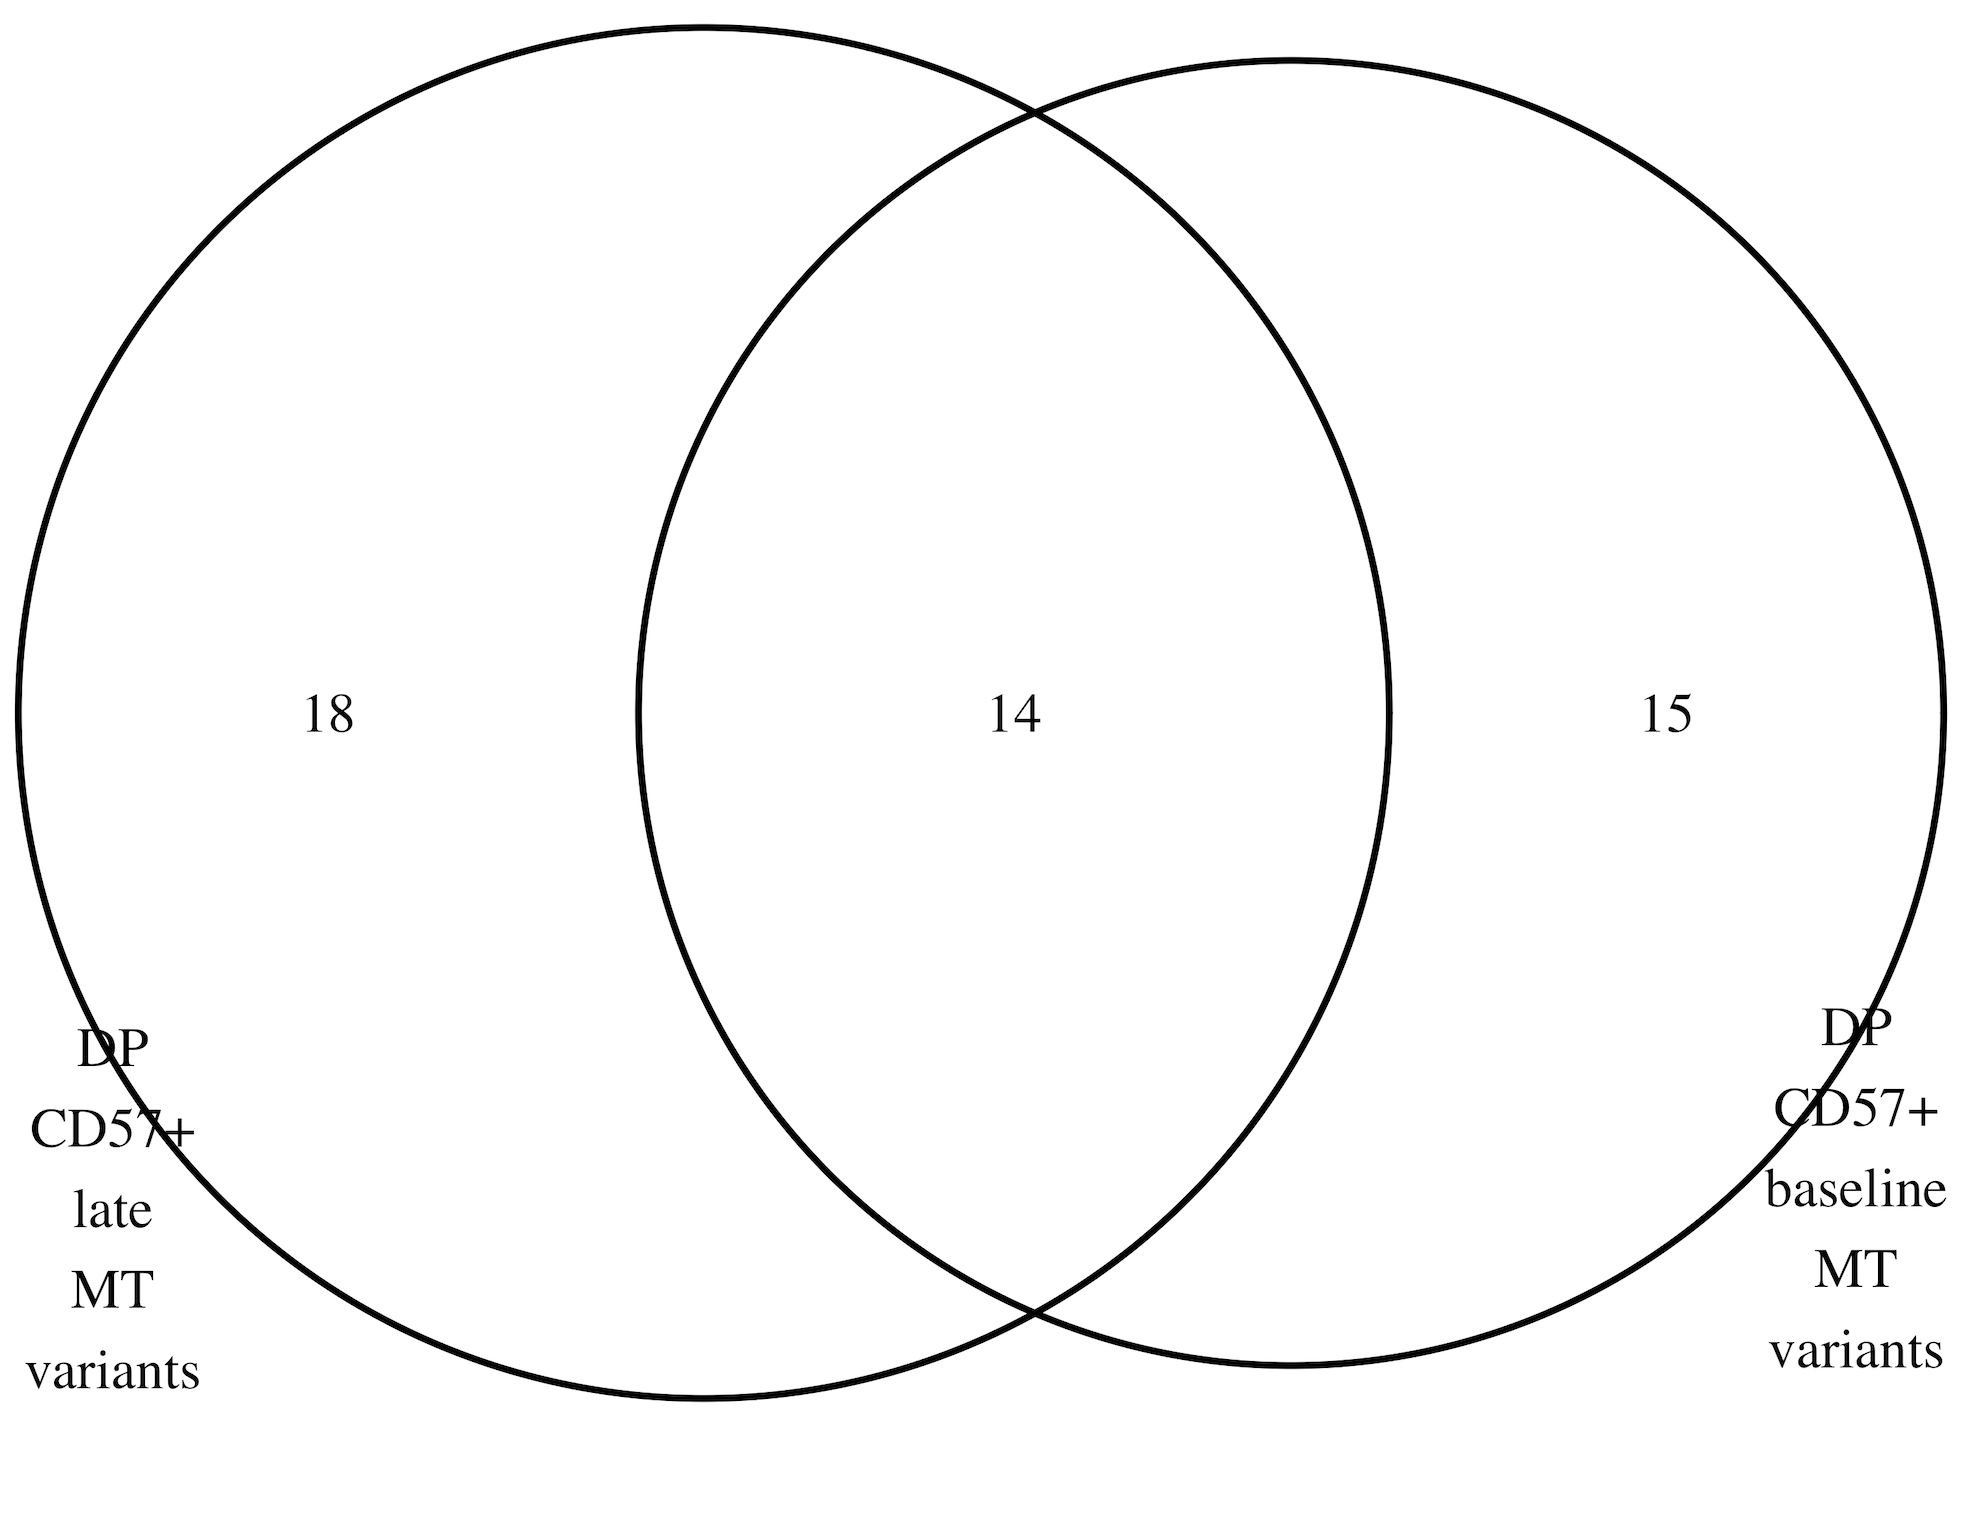 18
14
15
DP
CD57+
late
MT
variants
DP
CD57+
baseline
MT
variants